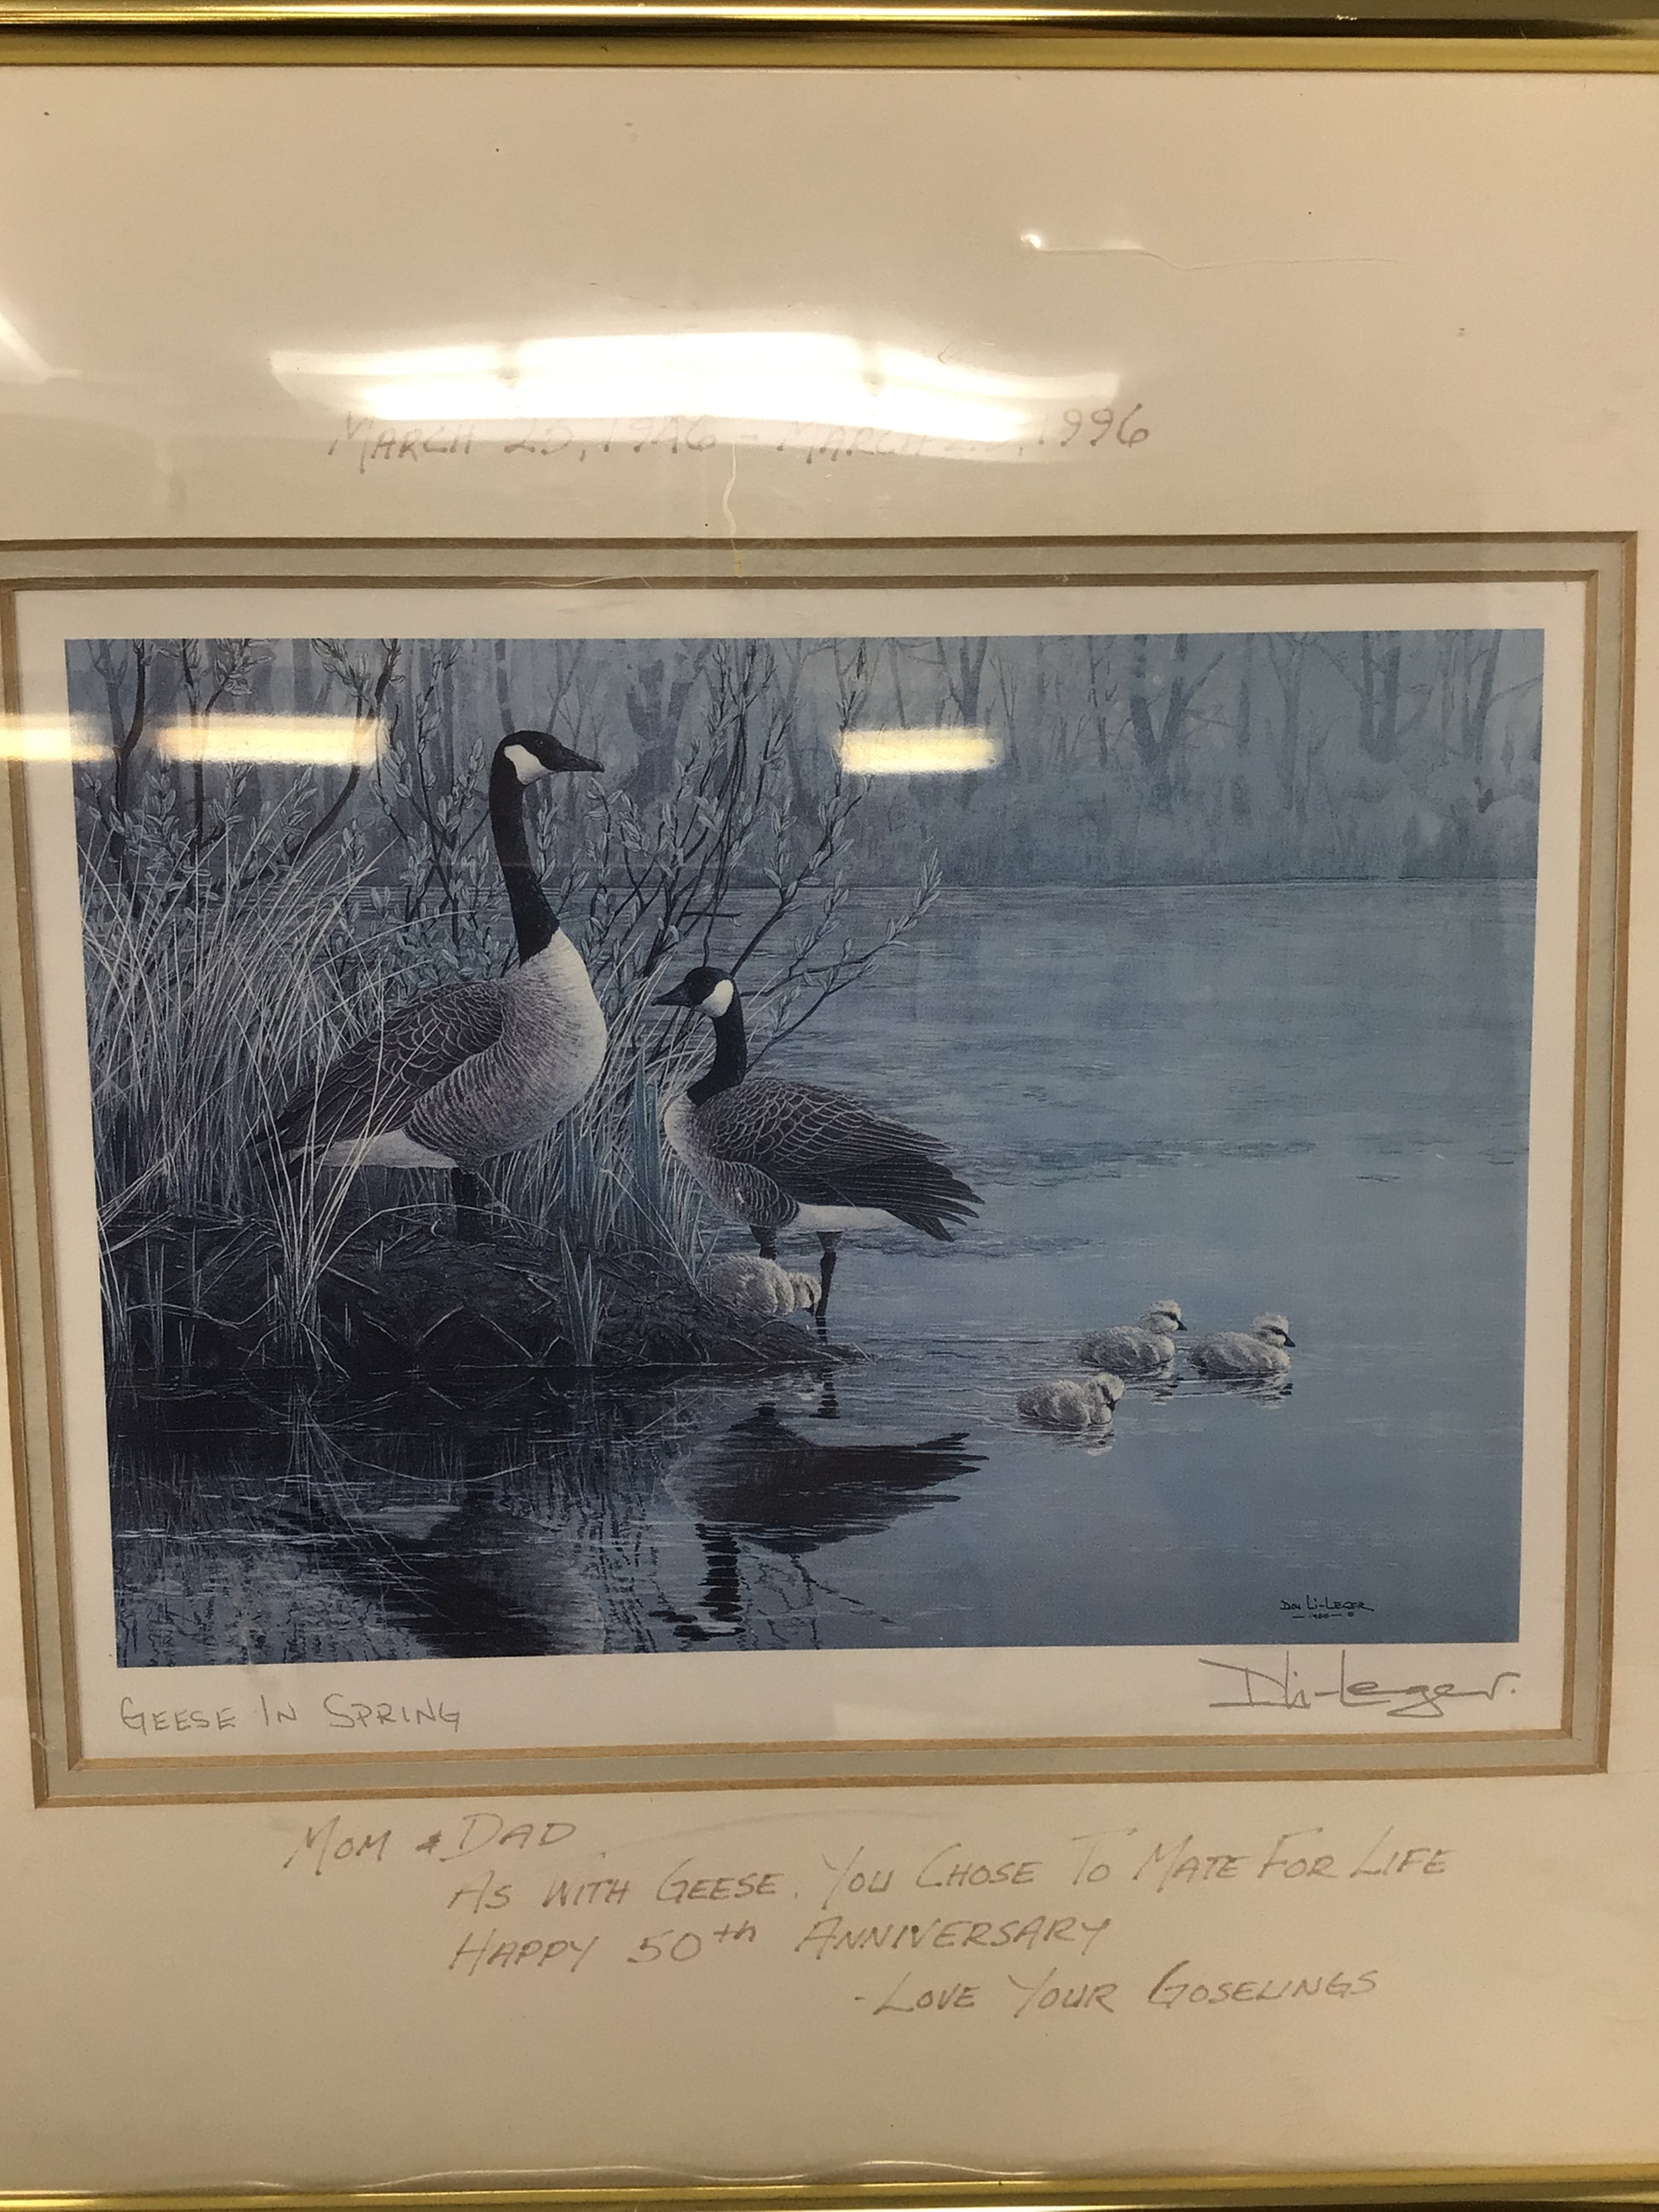 MARCH 25, 1946 - MARCH 1996
DON LI-LEGER
GEESE IN SPRING
D Li-Leger.
MOM & DAD
AS WITH GEESE, YOU CHOSE TO MATE FOR LIFE
HAPPY 50th ANNIVERSARY
-LOVE YOUR GOSELINGS